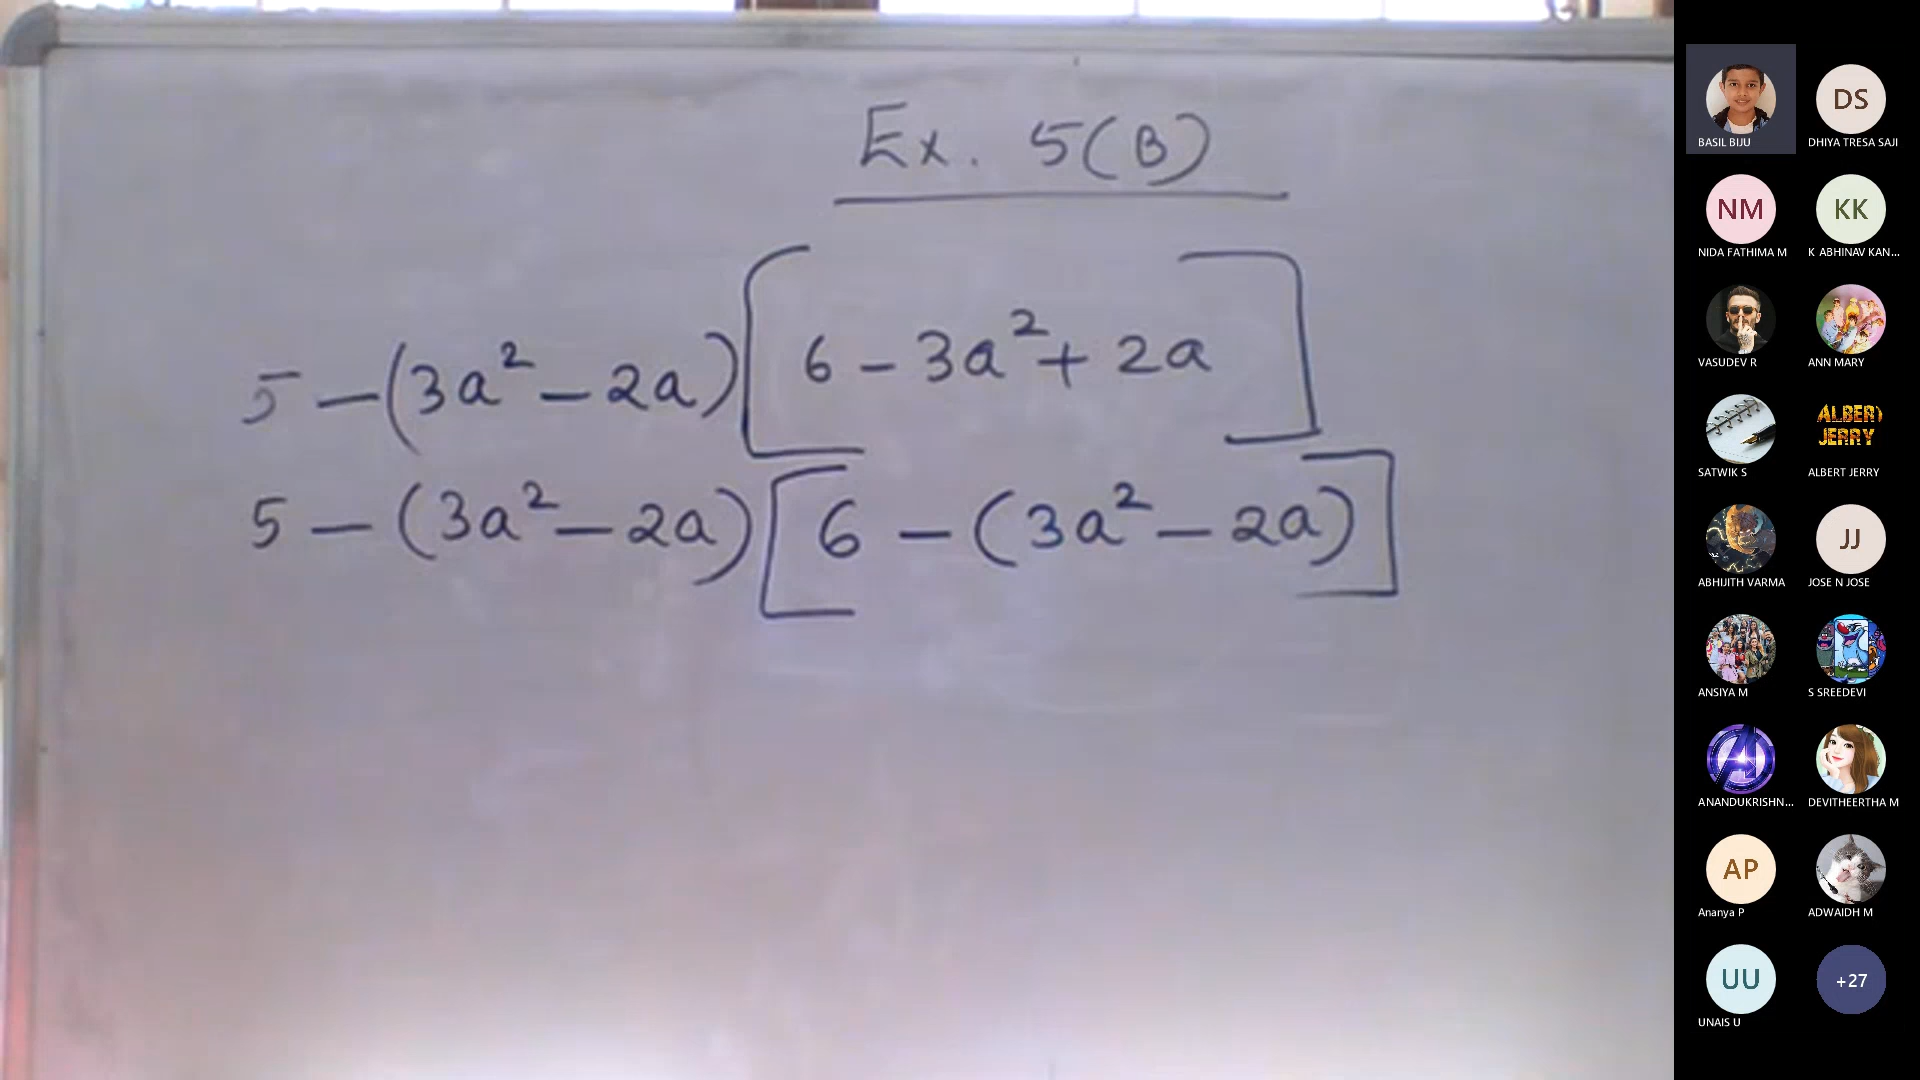 Ex. 5(B)
5 – (3a² – 2a) [ 6 – 3a² + 2a ]
5 – (3a² – 2a) [ 6 – (3a² – 2a) ]
BASIL BIJU
DS
DHIYA TRESA SAJI
NM
NIDA FATHIMA M
KK
K ABHINAV KAN...
VASUDEV R
ANN MARY
SATWIK S
ALBERT JERRY
ALBERT JERRY
ABHIJITH VARMA
JJ
JOSE N JOSE
ANSIYA M
S SREEDEVI
ANANDUKRISHN...
DEVITHEERTHA M
AP
Ananya P
ADWAIDH M
UU
UNAIS U
+27